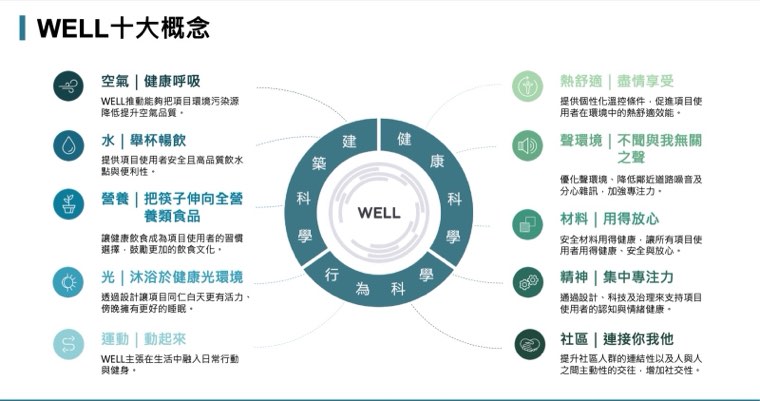 WELL十大概念
空氣｜健康呼吸
WELL推動能夠把項目環境污染源
降低提升空氣品質。
水｜舉杯暢飲
提供項目使用者安全且高品質飲水
點與便利性。
營養｜把筷子伸向全營
養類食品
讓健康飲食成為項目使用者的習慣
選擇，鼓勵更加的飲食文化。
光｜沐浴於健康光環境
透過設計讓項目同仁白天更有活力、
傍晚擁有更好的睡眠。
運動｜動起來
WELL主張在生活中融入日常行動
與健身。
建築科學
健康科學
行為科學
WELL
熱舒適｜盡情享受
提供個性化溫控條件，促進項目使
用者在環境中的熱舒適效能。
聲環境｜不聞與我無關
之聲
優化聲環境、降低鄰近道路噪音及
分心雜訊，加強專注力。
材料｜用得放心
安全材料用得健康，讓所有項目使
用者用得健康、安全與放心。
精神｜集中專注力
通過設計、科技及治理來支持項目
使用者的認知與情緒健康。
社區｜連接你我他
提升社區人群的連結性以及人與人
之間主動性的交往，增加社交性。